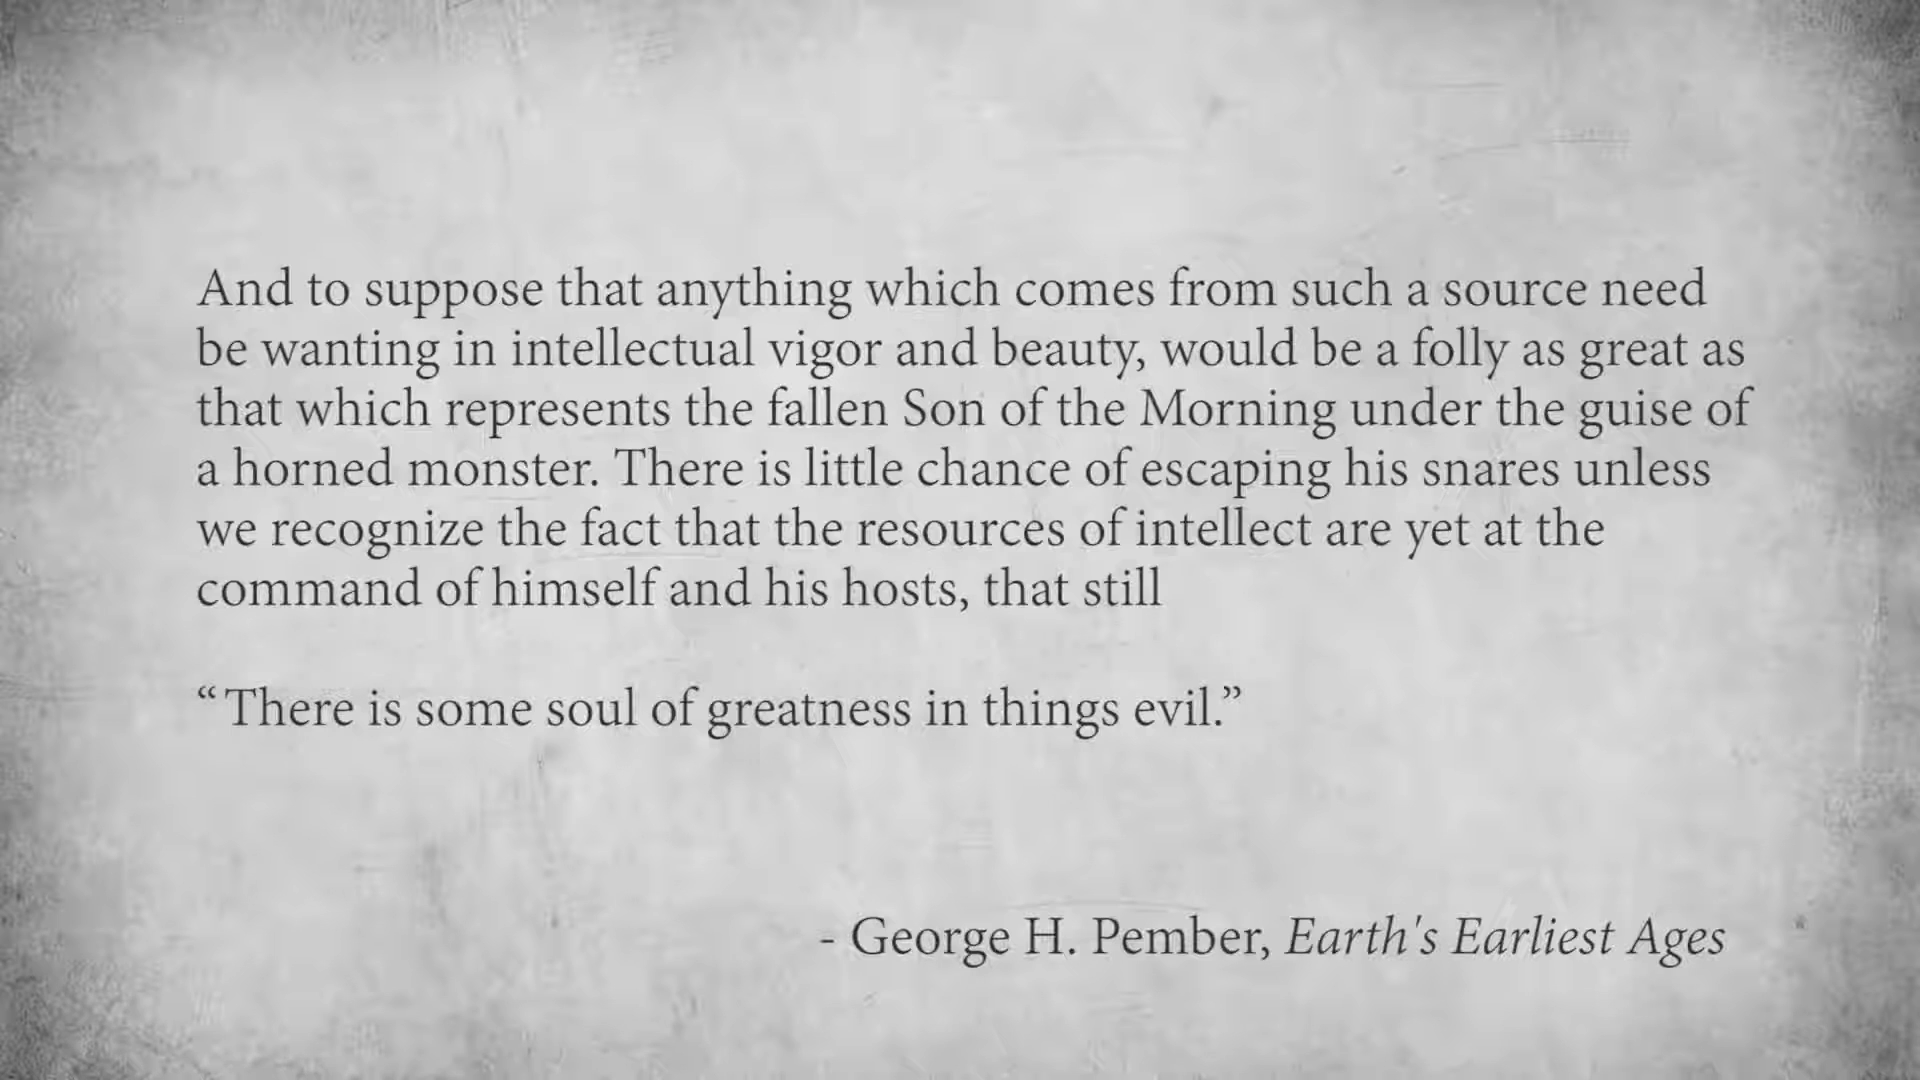 And to suppose that anything which comes from such a source need
be wanting in intellectual vigor and beauty, would be a folly as great as
that which represents the fallen Son of the Morning under the guise of
a horned monster. There is little chance of escaping his snares unless
we recognize the fact that the resources of intellect are yet at the
command of himself and his hosts, that still
“There is some soul of greatness in things evil.”
- George H. Pember, Earth's Earliest Ages